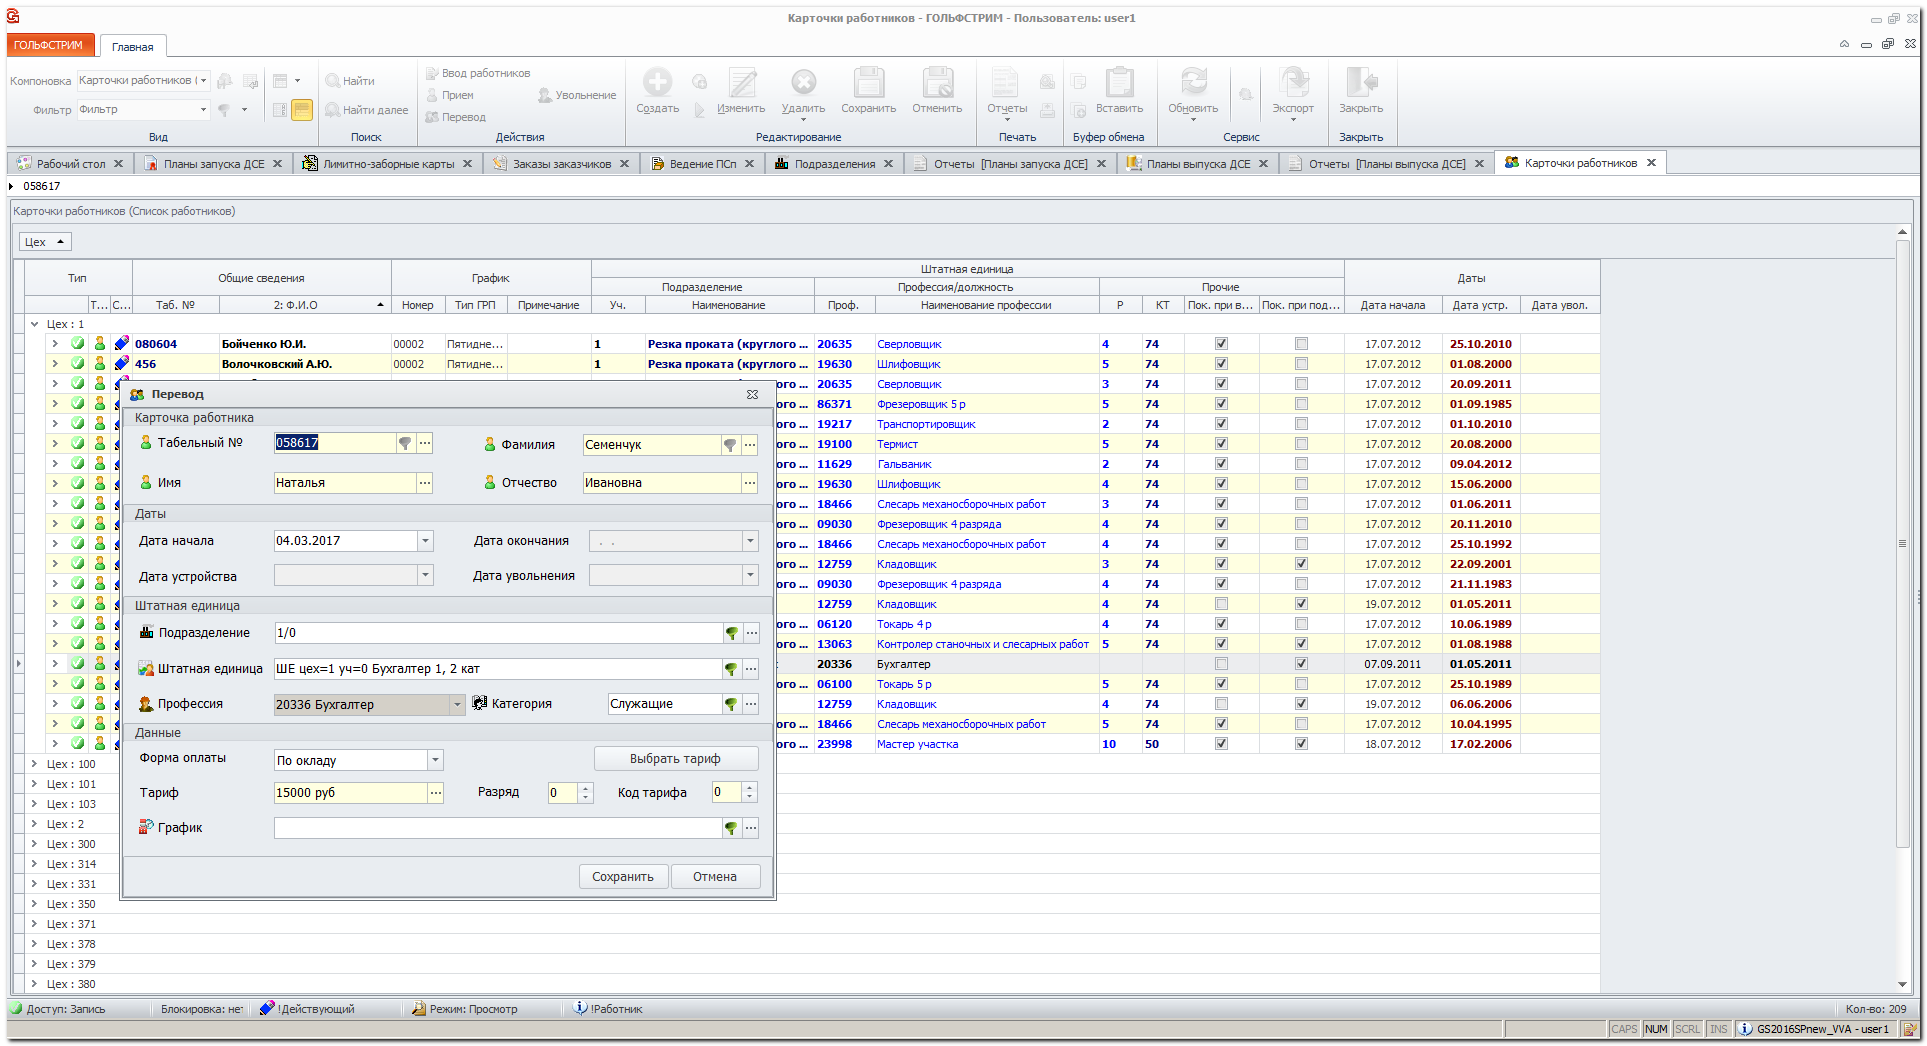 Карточки работников - ГОЛЬФСТРИМ - Пользователь: user1
ГОЛЬФСТРИМ Главная
Компоновка Карточки работников (
Фильтр Фильтр
Вид
Найти
Найти далее
Поиск
Ввод работников
Прием
Перевод
Увольнение
Действия
Создать Изменить Удалить Сохранить Отменить
Редактирование
Отчеты
Печать
Вставить
Буфер обмена
Обновить Экспорт
Сервис
Закрыть
Закрыть
Рабочий стол Планы запуска ДСЕ Лимитно-заборные карты Заказы заказчиков Ведение ПСп Подразделения Отчеты [Планы запуска ДСЕ] Планы выпуска ДСЕ Отчеты [Планы выпуска ДСЕ] Карточки работников
058617
Карточки работников (Список работников)
Цех
Тип Общие сведения График Штатная единица Даты
Подразделение Профессия/должность Прочие
Т... С... Таб. № 2: Ф.И.О Номер Тип ГРП Примечание Уч. Наименование Проф. Наименование профессии Р КТ Пок. при в... Пок. при под... Дата начала Дата устр. Дата увол.
Цех : 1
080604 Бойченко Ю.И. 00002 Пятидне... 1 Резка проката (круглого ... 20635 Сверловщик 4 74 17.07.2012 25.10.2010
456 Волочковский А.Ю. 00002 Пятидне... 1 Резка проката (круглого ... 19630 Шлифовщик 5 74 17.07.2012 01.08.2000
ого ... 20635 Сверловщик 3 74 17.07.2012 20.09.2011
ого ... 86371 Фрезеровщик 5 р 5 74 17.07.2012 01.09.1985
ого ... 19217 Транспортировщик 2 74 17.07.2012 01.10.2010
ого ... 19100 Термист 5 74 17.07.2012 20.08.2000
ого ... 11629 Гальваник 2 74 17.07.2012 09.04.2012
ого ... 19630 Шлифовщик 4 74 17.07.2012 15.06.2000
ого ... 18466 Слесарь механосборочных работ 3 74 17.07.2012 01.06.2011
ого ... 09030 Фрезеровщик 4 разряда 4 74 17.07.2012 20.11.2010
ого ... 18466 Слесарь механосборочных работ 4 74 17.07.2012 25.10.1992
ого ... 12759 Кладовщик 3 74 17.07.2012 22.09.2001
ого ... 09030 Фрезеровщик 4 разряда 4 74 17.07.2012 21.11.1983
12759 Кладовщик 4 74 19.07.2012 01.05.2011
ого ... 06120 Токарь 4 р 4 74 17.07.2012 10.06.1989
ого ... 13063 Контролер станочных и слесарных работ 5 74 17.07.2012 01.08.1988
20336 Бухгалтер 07.09.2011 01.05.2011
ого ... 06100 Токарь 5 р 5 74 17.07.2012 25.10.1989
12759 Кладовщик 4 74 19.07.2012 06.06.2006
ого ... 18466 Слесарь механосборочных работ 5 74 17.07.2012 10.04.1995
ого ... 23998 Мастер участка 10 50 18.07.2012 17.02.2006
Цех : 100
Цех : 101
Цех : 103
Цех : 2
Цех : 300
Цех : 314
Цех : 331
Цех : 350
Цех : 371
Цех : 378
Цех : 379
Цех : 380
Перевод
Карточка работника
Табельный № 058617 Фамилия Семенчук
Имя Наталья Отчество Ивановна
Даты
Дата начала 04.03.2017 Дата окончания . .
Дата устройства Дата увольнения
Штатная единица
Подразделение 1/0
Штатная единица ШЕ цех=1 уч=0 Бухгалтер 1, 2 кат
Профессия 20336 Бухгалтер Категория Служащие
Данные
Форма оплаты По окладу Выбрать тариф
Тариф 15000 руб Разряд 0 Код тарифа 0
График
Сохранить Отмена
Доступ: Запись Блокировка: нет !Действующий Режим: Просмотр !Работник Кол-во: 209
CAPS NUM SCRL INS GS2016SPnew_VVA - user1